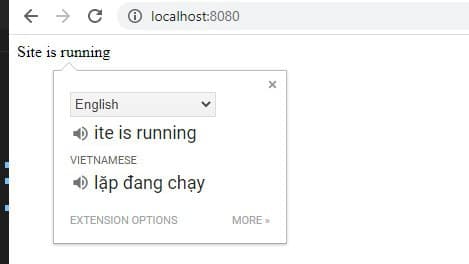 localhost:8080
Site is running
×
English
ite is running
VIETNAMESE
lặp đang chạy
EXTENSION OPTIONS MORE »